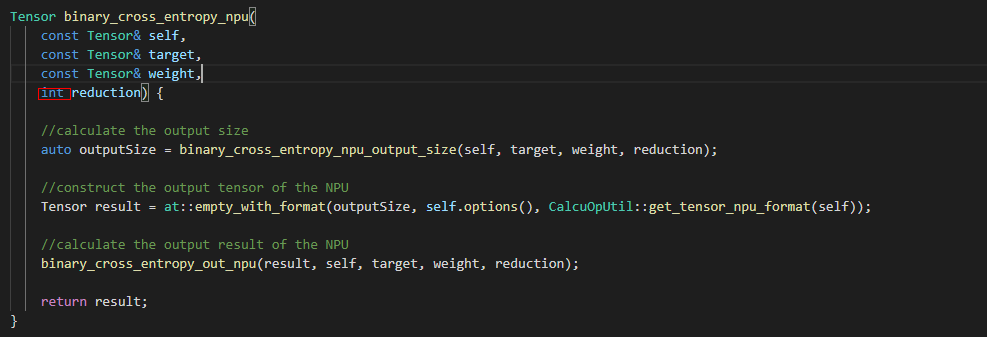 Tensor binary_cross_entropy_npu(
    const Tensor& self,
    const Tensor& target,
    const Tensor& weight,
    int reduction) {
    //calculate the output size
    auto outputSize = binary_cross_entropy_npu_output_size(self, target, weight, reduction);
    //construct the output tensor of the NPU
    Tensor result = at::empty_with_format(outputSize, self.options(), CalcuOpUtil::get_tensor_npu_format(self));
    //calculate the output result of the NPU
    binary_cross_entropy_out_npu(result, self, target, weight, reduction);
    return result;
}